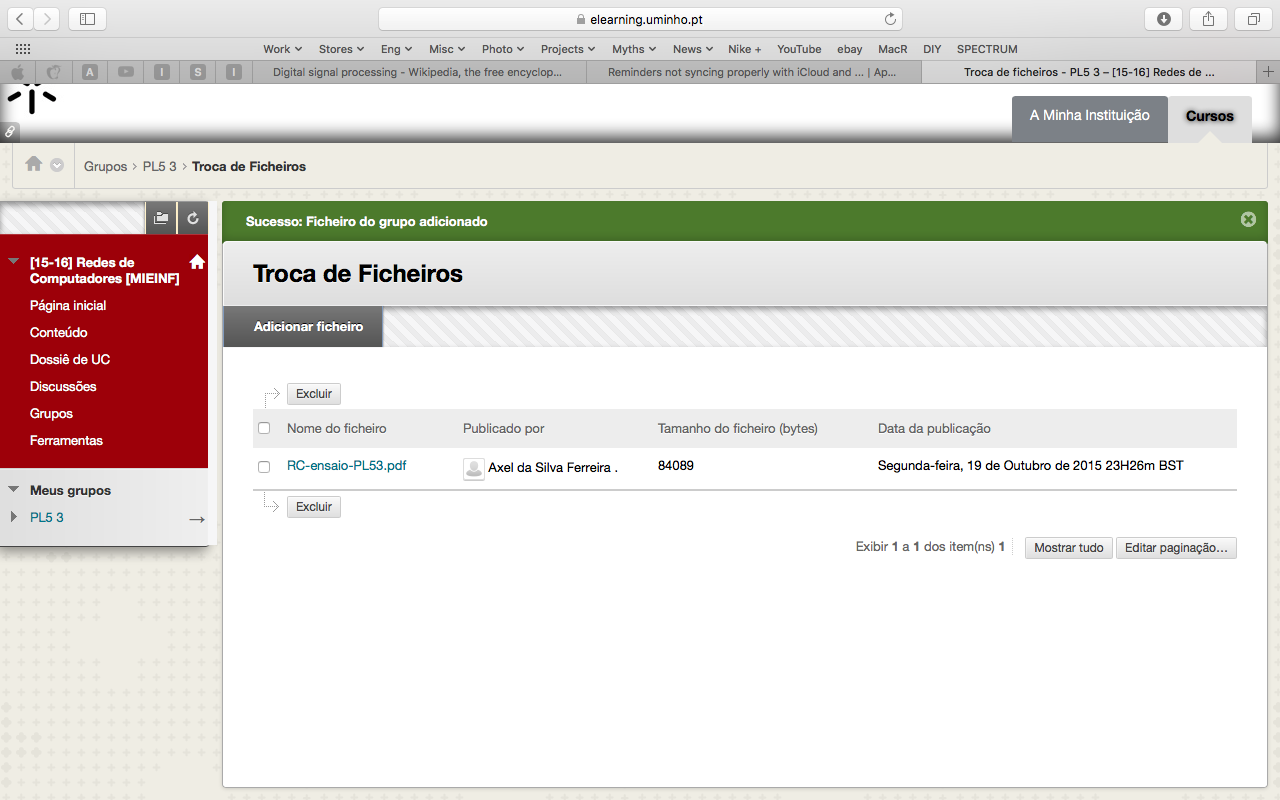 elearning.uminho.pt
Work Stores Eng Misc Photo Projects Myths News Nike + YouTube ebay MacR DIY SPECTRUM
A I S I Digital signal processing - Wikipedia, the free encyclop... Reminders not syncing properly with iCloud and ... | Ap... Troca de ficheiros - PL5 3 – [15-16] Redes de ...
A Minha Instituição Cursos
Grupos › PL5 3 › Troca de Ficheiros
Sucesso: Ficheiro do grupo adicionado
[15-16] Redes de
Computadores [MIEINF]
Página inicial
Conteúdo
Dossiê de UC
Discussões
Grupos
Ferramentas
Meus grupos
PL5 3
Troca de Ficheiros
Adicionar ficheiro
Excluir
Nome do ficheiro Publicado por Tamanho do ficheiro (bytes) Data da publicação
RC-ensaio-PL53.pdf Axel da Silva Ferreira . 84089 Segunda-feira, 19 de Outubro de 2015 23H26m BST
Excluir
Exibir 1 a 1 dos item(ns) 1 Mostrar tudo Editar paginação...